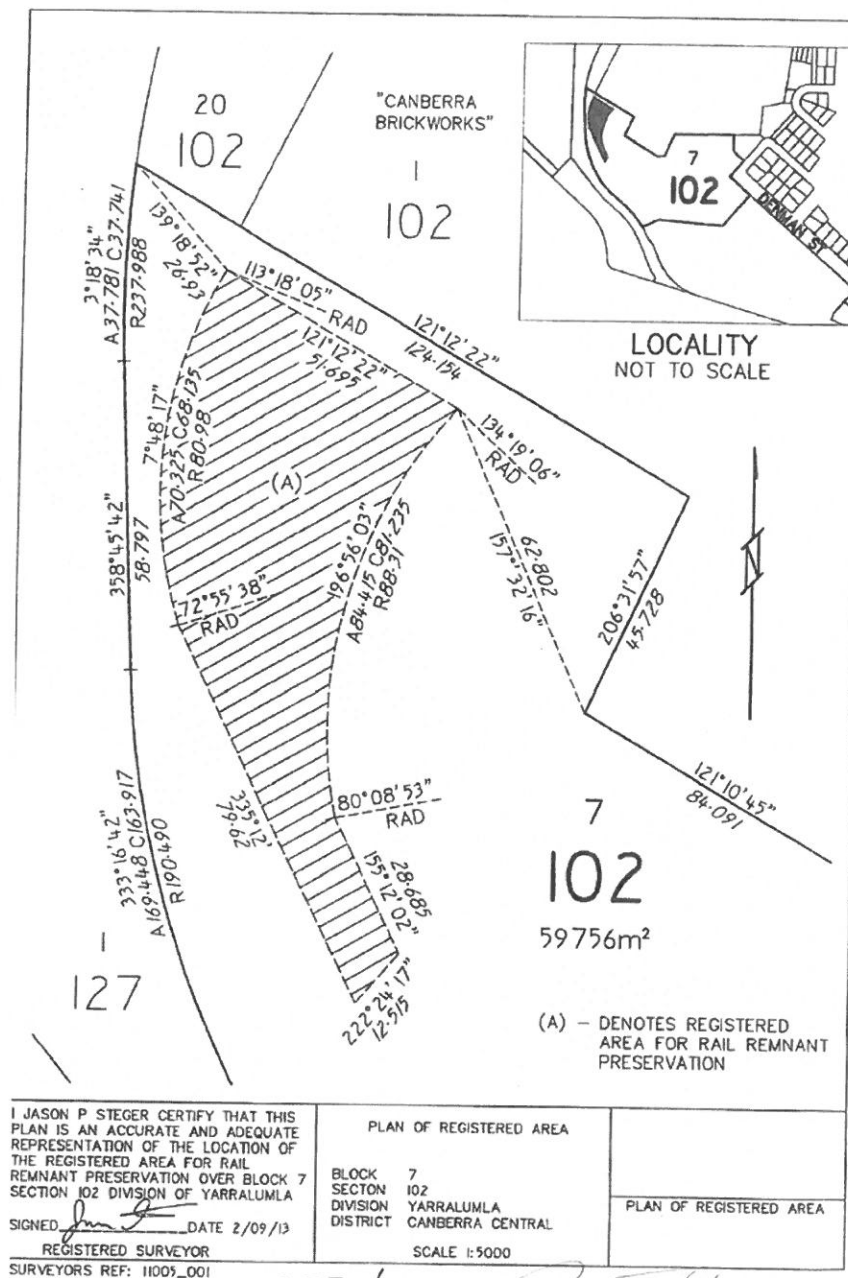 20
102
"CANBERRA
BRICKWORKS"
1
102
7
102
DENMAN ST
LOCALITY
NOT TO SCALE
3°18'34"
A37·781 C37·741
R237·988
139°18'52"
26·93
113°18'05"
RAD
121°12'22"
51·695
121°12'22"
124·154
134°19'06"
RAD
7°48'17"
A70·325 C68·135
R80·98
(A)
196°56'03"
A84·415 C81·235
R88·31
62·802
157°32'16"
206°31'57"
45·728
358°45'42"
58·797
72°55'38"
RAD
335°12'
79·92
80°08'53"
RAD
28·685
155°12'02"
222°24'17"
12·515
121°10'45"
84·091
333°16'42"
A169·448 C163·917
R190·490
1
127
7
102
59756m²
(A) – DENOTES REGISTERED
AREA FOR RAIL REMNANT
PRESERVATION
I JASON P STEGER CERTIFY THAT THIS
PLAN IS AN ACCURATE AND ADEQUATE
REPRESENTATION OF THE LOCATION OF
THE REGISTERED AREA FOR RAIL
REMNANT PRESERVATION OVER BLOCK 7
SECTION 102 DIVISION OF YARRALUMLA
SIGNED DATE 2/09/13
REGISTERED SURVEYOR
SURVEYORS REF: 11005_001
PLAN OF REGISTERED AREA
BLOCK 7
SECTON 102
DIVISION YARRALUMLA
DISTRICT CANBERRA CENTRAL
SCALE 1:5000
PLAN OF REGISTERED AREA